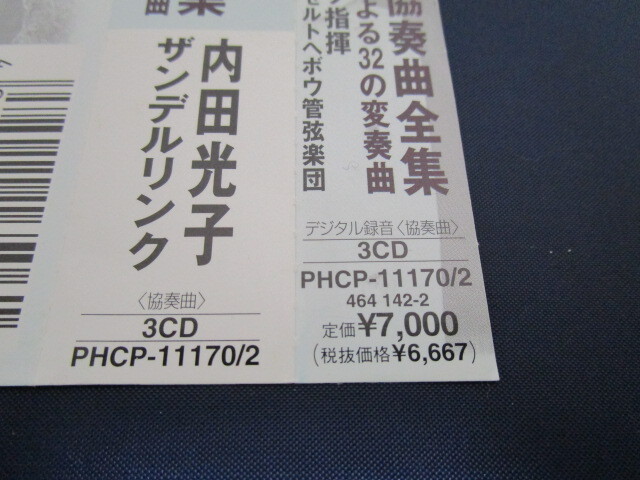 協奏曲全集
よる32の変奏曲
指揮
セルトヘボウ管弦楽団
デジタル録音〈協奏曲〉
3CD
PHCP-11170/2
464 142-2
定価¥7,000
(税抜価格¥6,667)
集
曲
内田光子
ザンデルリンク
〈協奏曲〉
3CD
PHCP-11170/2